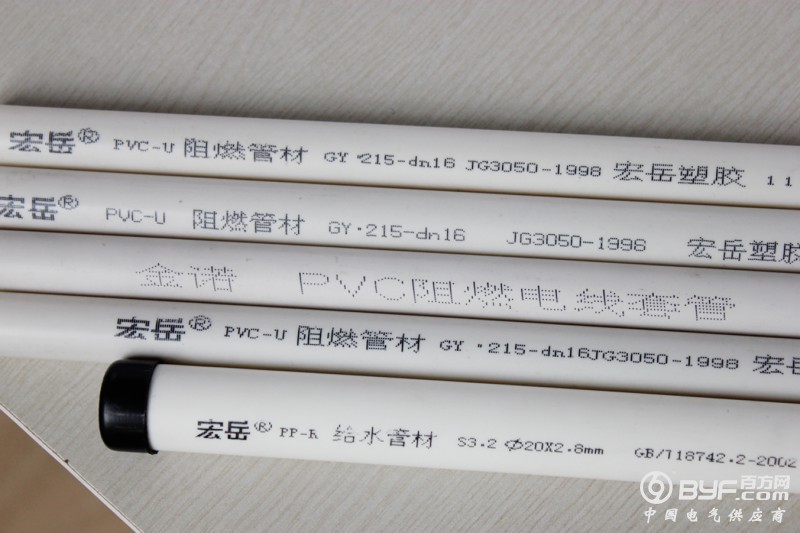 宏岳® PVC-U 阻燃管材 GY·215-dn16 JG3050-1998 宏岳塑胶 11
宏岳® PVC-U 阻燃管材 GY·215-dn16 JG3050-1998 宏岳塑胶
金诺 PVC阻燃电线套管
宏岳® PVC-U 阻燃管材 GY·215-dn16JG3050-1998 宏岳
宏岳® PP-R 给水管材 S3.2 Ø20X2.8mm GB/T18742.2-2002
BYF.com 百方网
中国电气供应商